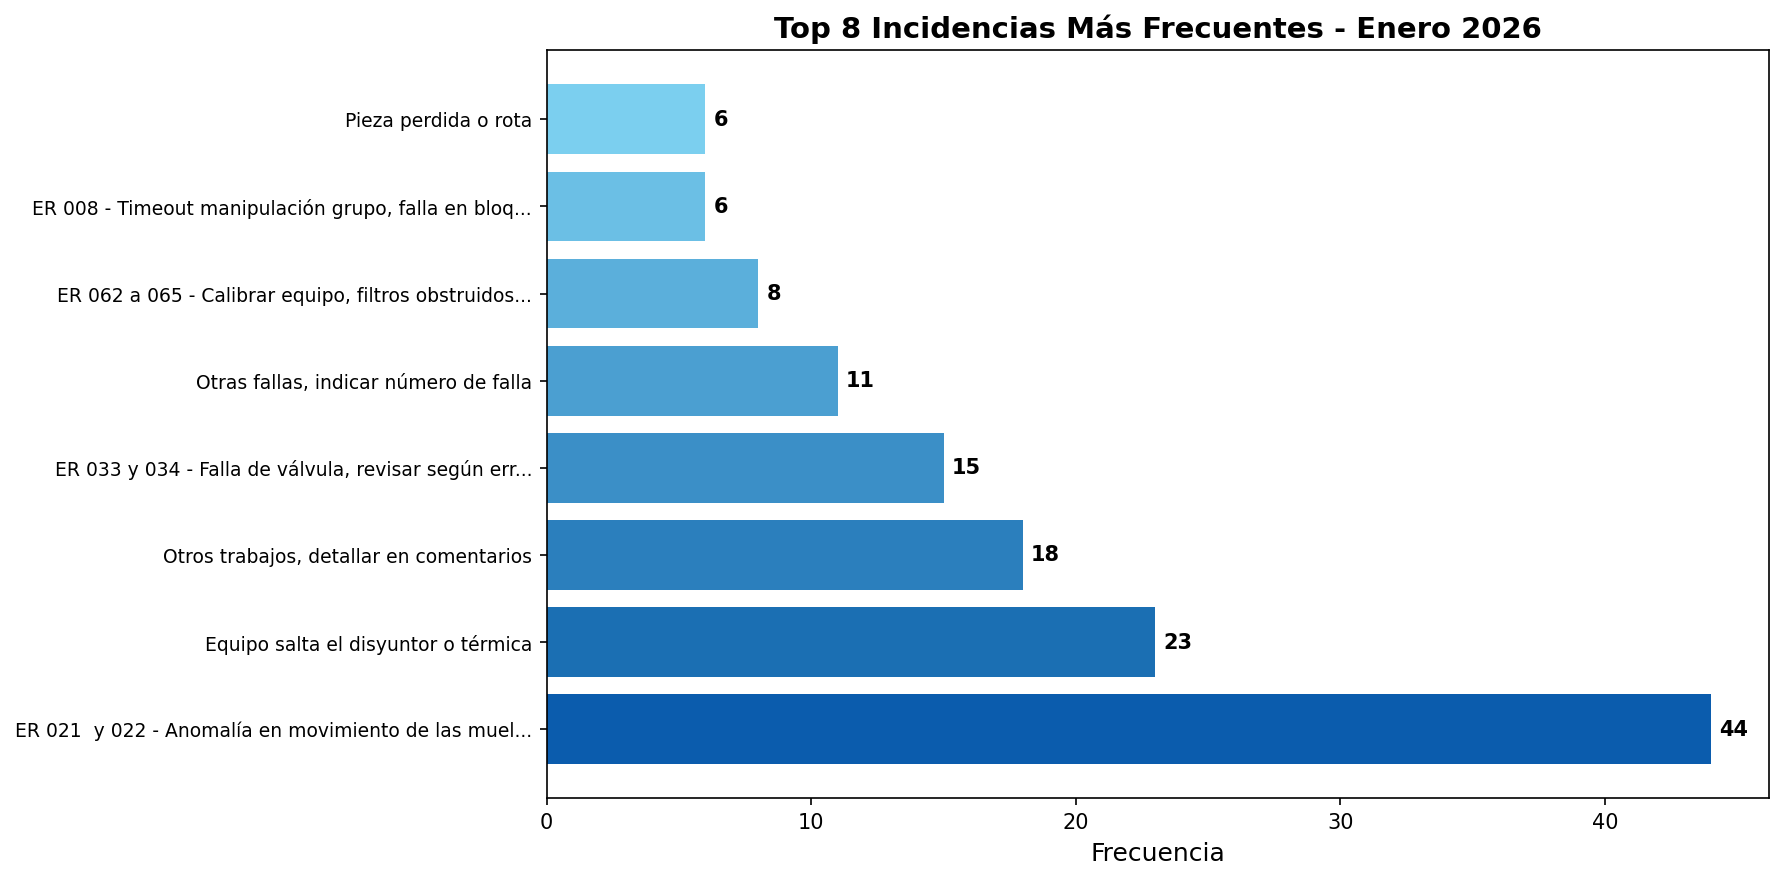 Top 8 Incidencias Más Frecuentes - Enero 2026
Pieza perdida o rota
6
ER 008 - Timeout manipulación grupo, falla en bloq...
6
ER 062 a 065 - Calibrar equipo, filtros obstruidos...
8
Otras fallas, indicar número de falla
11
ER 033 y 034 - Falla de válvula, revisar según err...
15
Otros trabajos, detallar en comentarios
18
Equipo salta el disyuntor o térmica
23
ER 021  y 022 - Anomalía en movimiento de las muel...
44
0
10
20
30
40
Frecuencia